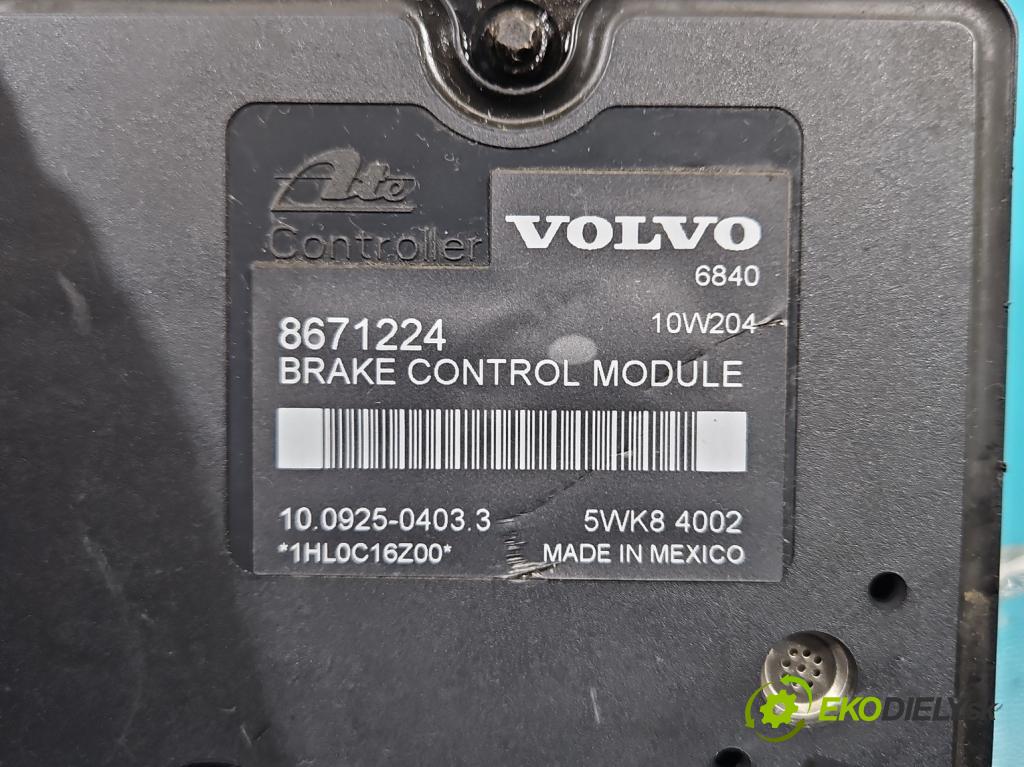 Ate
Controller
VOLVO
6840
10W204
8671224
BRAKE CONTROL MODULE
10.0925-0403.3
5WK8 4002
*1HL0C16Z00*
MADE IN MEXICO
EKODIELY.SK